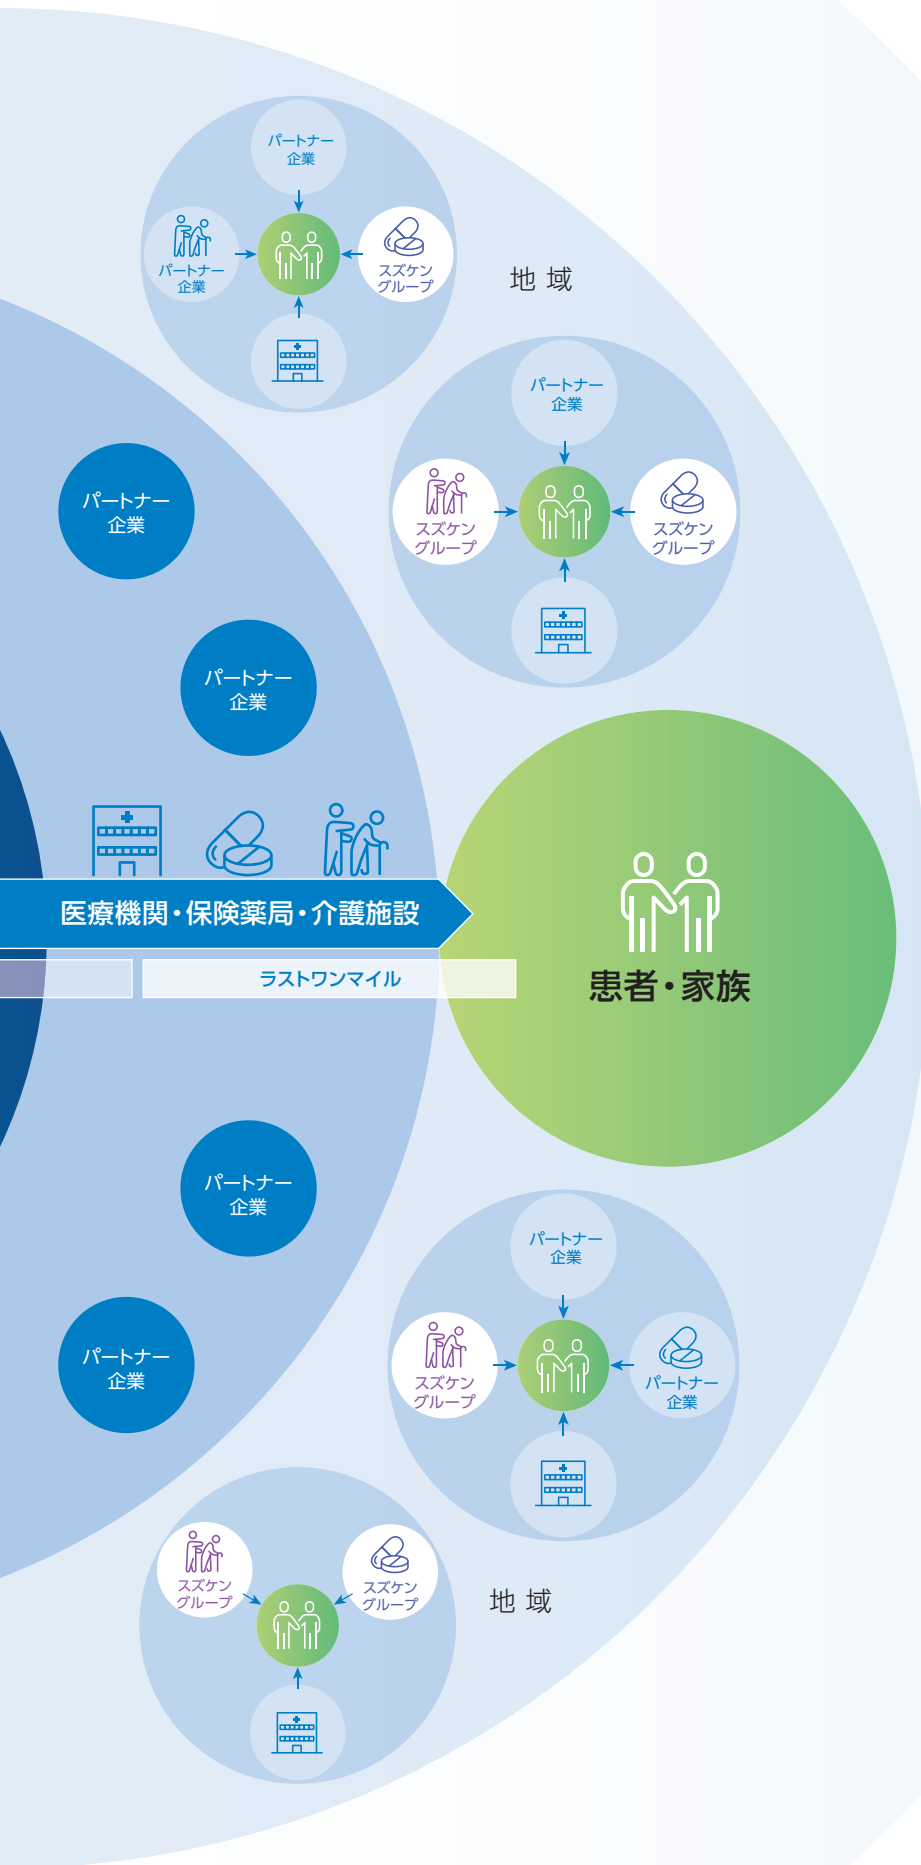 パートナー
企業
パートナー
企業
スズケン
グループ
地域
パートナー
企業
スズケン
グループ
スズケン
グループ
パートナー
企業
パートナー
企業
医療機関・保険薬局・介護施設
ラストワンマイル
患者・家族
パートナー
企業
パートナー
企業
パートナー
企業
スズケン
グループ
パートナー
企業
スズケン
グループ
スズケン
グループ
地域